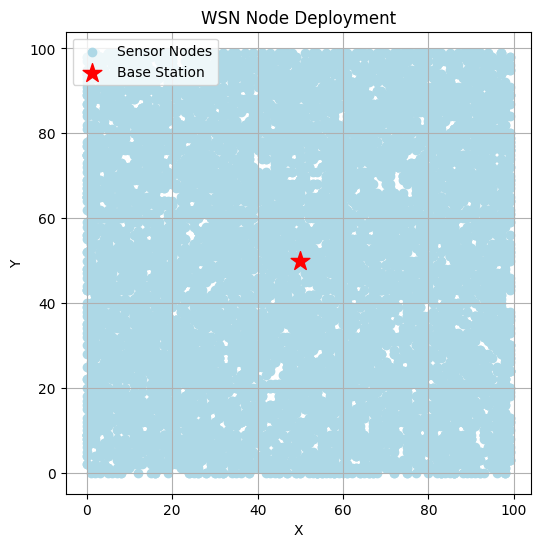 WSN Node Deployment
Sensor Nodes
Base Station
Y
100
80
60
40
20
0
0 20 40 60 80 100
X